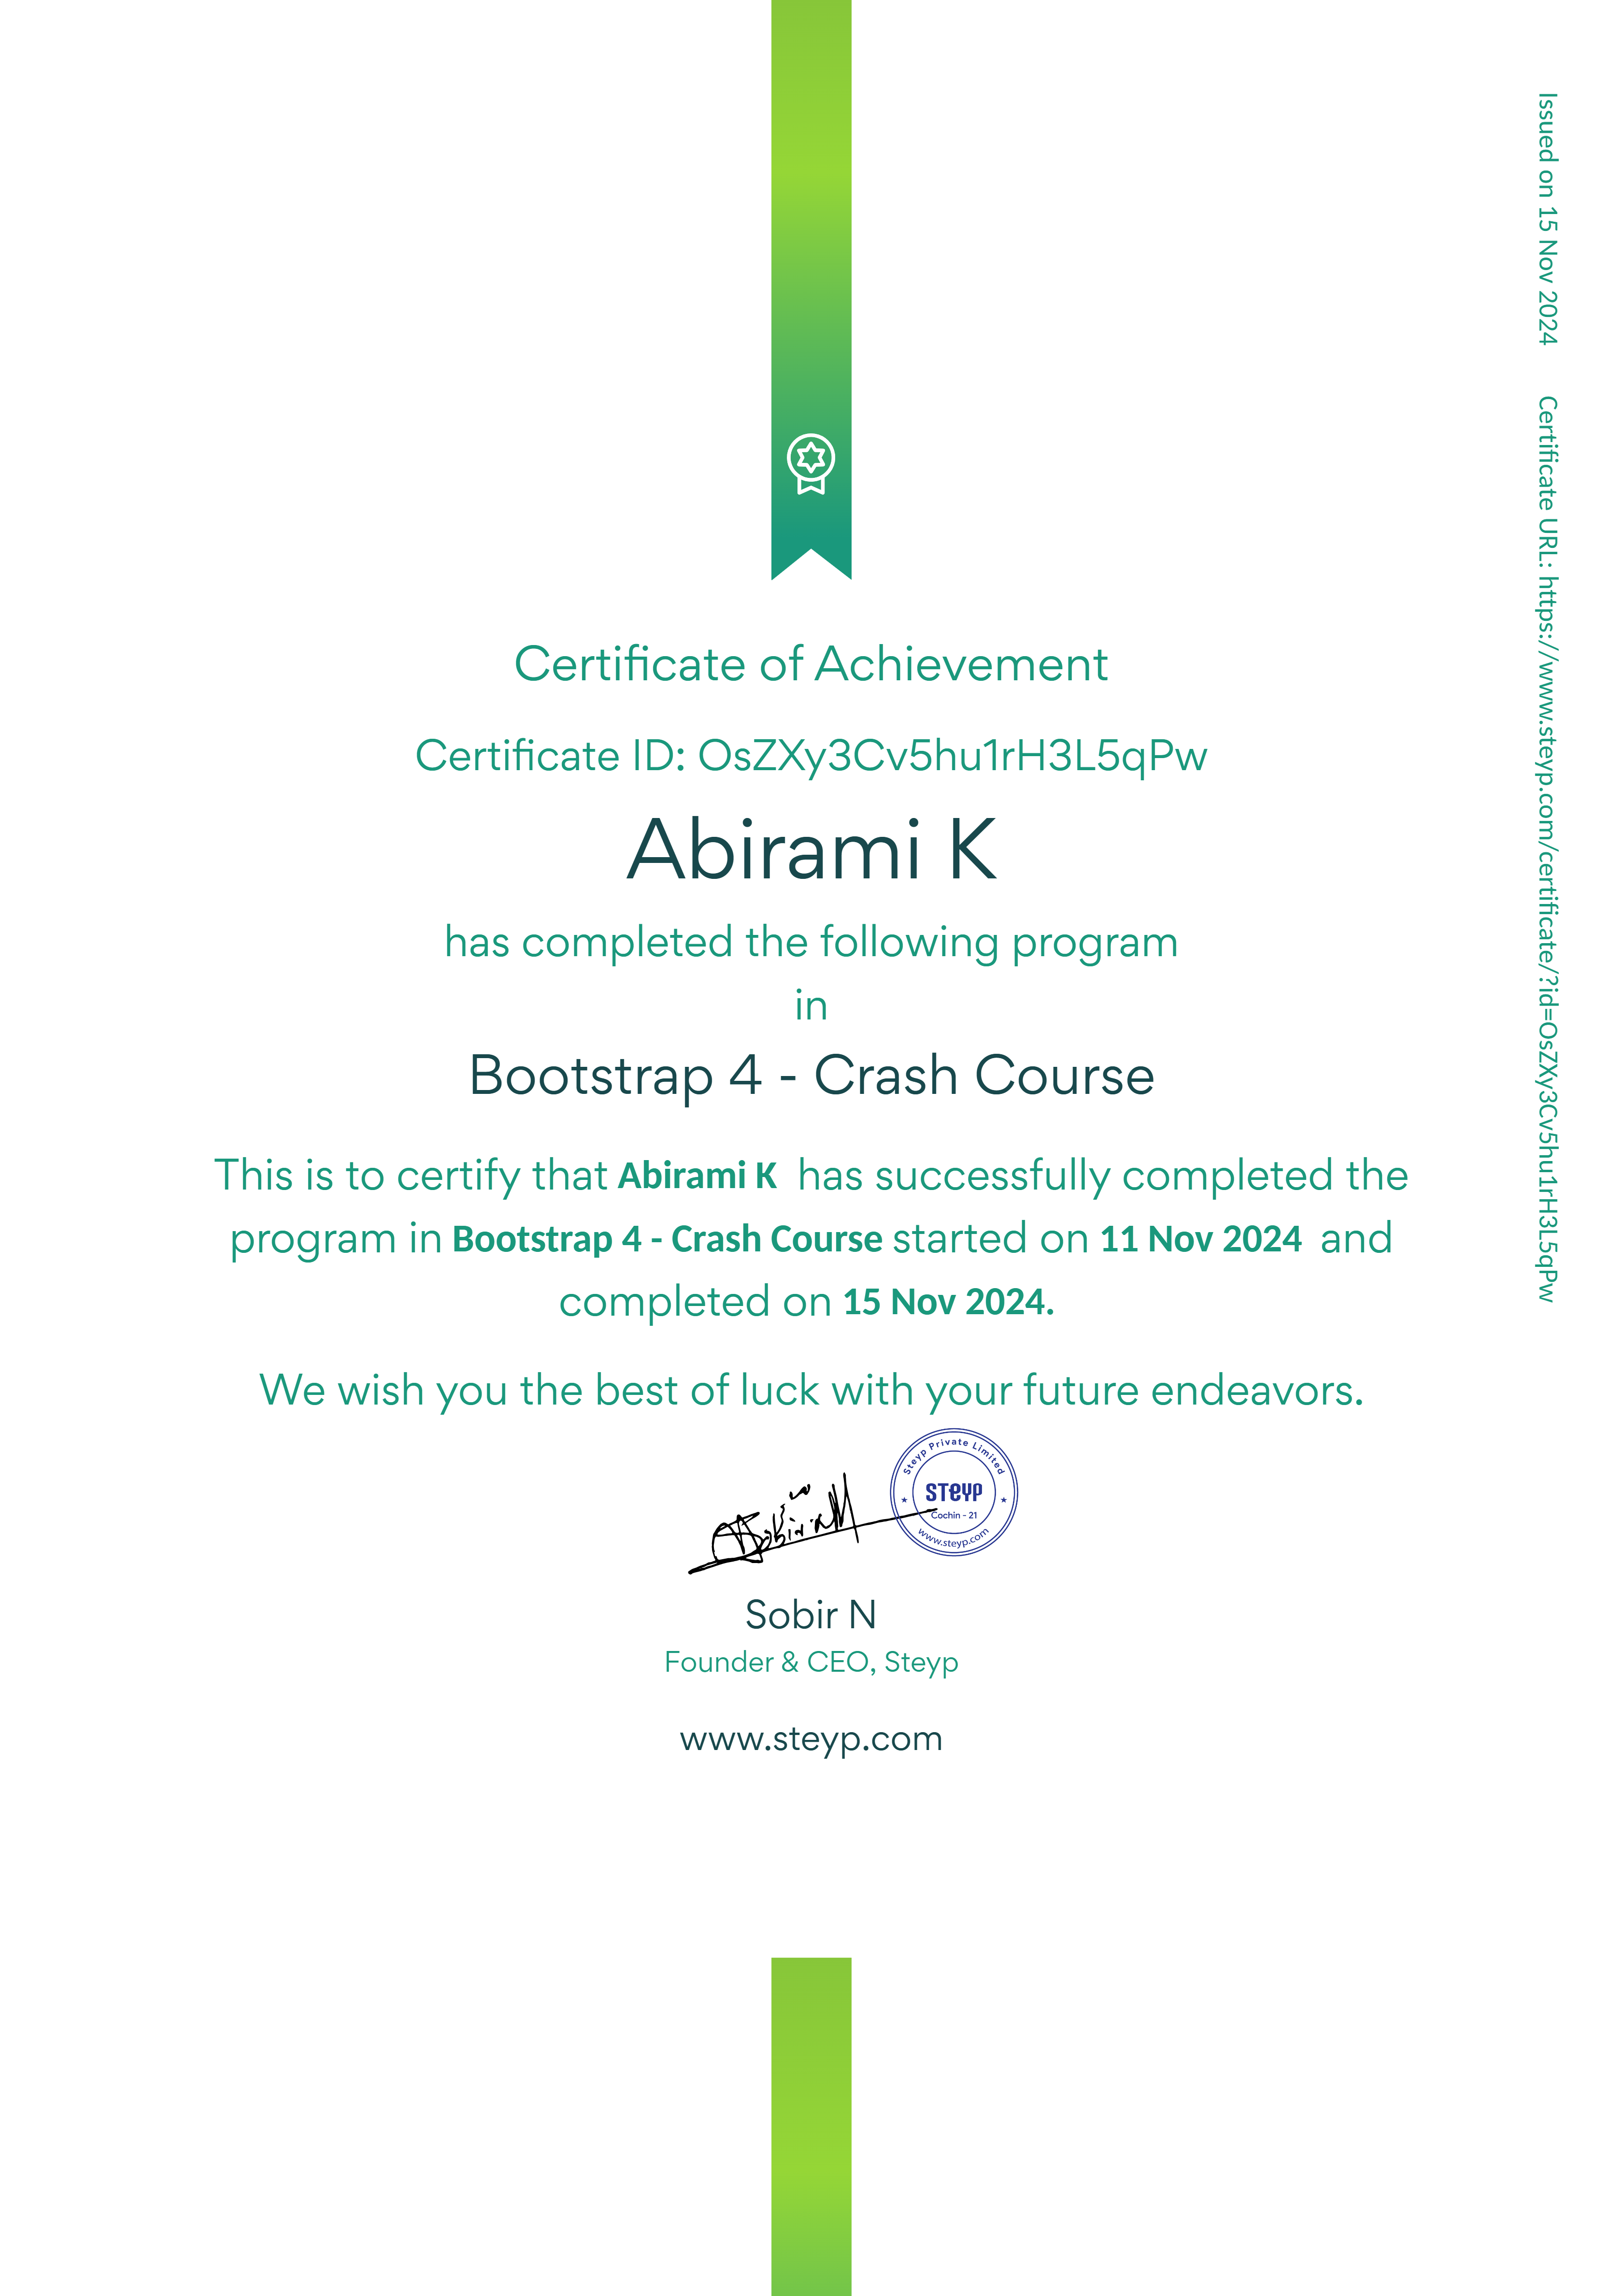 Certificate of Achievement
Certificate ID: OsZXy3Cv5hu1rH3L5qPw
Abirami K
has completed the following program
in
Bootstrap 4 - Crash Course
This is to certify that Abirami K has successfully completed the
program in Bootstrap 4 - Crash Course started on 11 Nov 2024 and
completed on 15 Nov 2024.
We wish you the best of luck with your future endeavors.
Steyp Private Limited
STEYP
Cochin - 21
www.steyp.com
Sobir N
Founder & CEO, Steyp
www.steyp.com
Issued on 15 Nov 2024 Certificate URL: https://www.steyp.com/certificate/?id=OsZXy3Cv5hu1rH3L5qPw